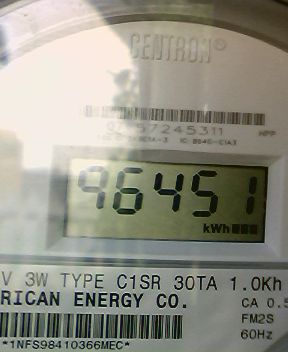 CENTRON®
57245311 HPP
96451
kWh
V 3W TYPE C1SR 30TA 1.0Kh
RICAN ENERGY CO. CA 0.5
FM2S
*1NFS98410366MEC* 60Hz